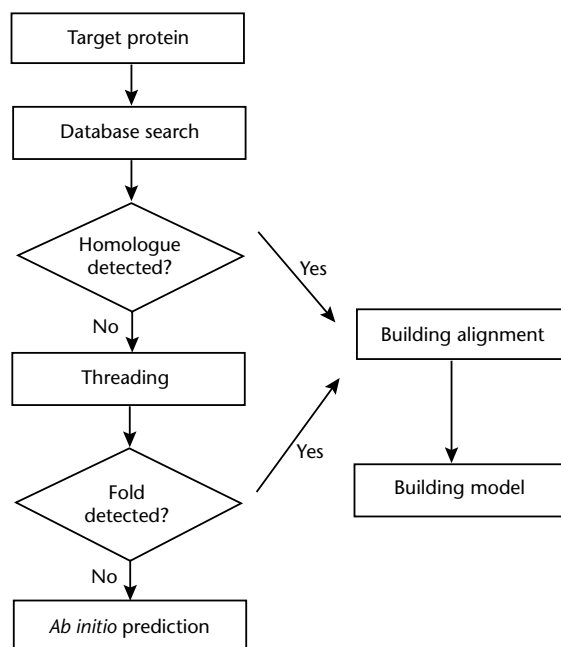 Target protein
Database search
Homologue
detected?
Yes
No
Building alignment
Threading
Yes
Fold
detected?
Building model
No
Ab initio prediction